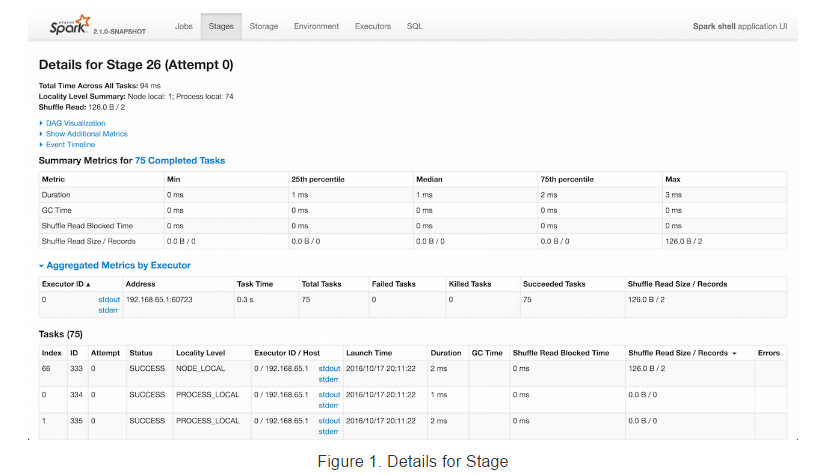 APACHE
Spark 2.1.0-SNAPSHOT Jobs Stages Storage Environment Executors SQL Spark shell application UI
Details for Stage 26 (Attempt 0)
Total Time Across All Tasks: 94 ms
Locality Level Summary: Node local: 1; Process local: 74
Shuffle Read: 126.0 B / 2
DAG Visualization
Show Additional Metrics
Event Timeline
Summary Metrics for 75 Completed Tasks
Metric Min 25th percentile Median 75th percentile Max
Duration 0 ms 1 ms 1 ms 2 ms 3 ms
GC Time 0 ms 0 ms 0 ms 0 ms 0 ms
Shuffle Read Blocked Time 0 ms 0 ms 0 ms 0 ms 0 ms
Shuffle Read Size / Records 0.0 B / 0 0.0 B / 0 0.0 B / 0 0.0 B / 0 126.0 B / 2
Aggregated Metrics by Executor
Executor ID ▲ Address Task Time Total Tasks Failed Tasks Killed Tasks Succeeded Tasks Shuffle Read Size / Records
0 stdout 192.168.65.1:60723 0.3 s 75 0 0 75 126.0 B / 2
stderr
Tasks (75)
Index ID Attempt Status Locality Level Executor ID / Host Launch Time Duration GC Time Shuffle Read Blocked Time Shuffle Read Size / Records ▾ Errors
66 333 0 SUCCESS NODE_LOCAL 0 / 192.168.65.1 stdout 2016/10/17 20:11:22 2 ms 0 ms 126.0 B / 2
stderr
0 334 0 SUCCESS PROCESS_LOCAL 0 / 192.168.65.1 stdout 2016/10/17 20:11:22 1 ms 0 ms 0.0 B / 0
stderr
1 335 0 SUCCESS PROCESS_LOCAL 0 / 192.168.65.1 stdout 2016/10/17 20:11:22 2 ms 0 ms 0.0 B / 0
stderr
Figure 1. Details for Stage